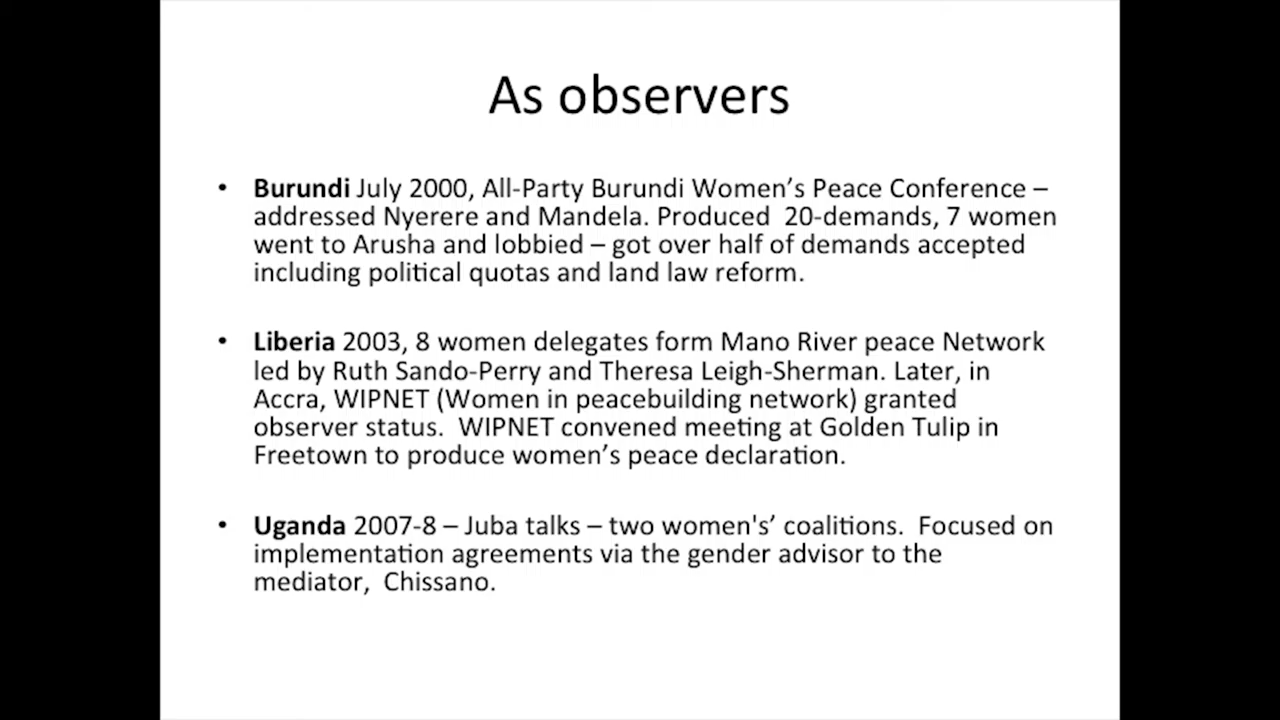 As observers
• Burundi July 2000, All-Party Burundi Women’s Peace Conference –
addressed Nyerere and Mandela. Produced  20-demands, 7 women
went to Arusha and lobbied – got over half of demands accepted
including political quotas and land law reform.
• Liberia 2003, 8 women delegates form Mano River peace Network
led by Ruth Sando-Perry and Theresa Leigh-Sherman. Later, in
Accra, WIPNET (Women in peacebuilding network) granted
observer status.  WIPNET convened meeting at Golden Tulip in
Freetown to produce women’s peace declaration.
• Uganda 2007-8 – Juba talks – two women's’ coalitions.  Focused on
implementation agreements via the gender advisor to the
mediator,  Chissano.